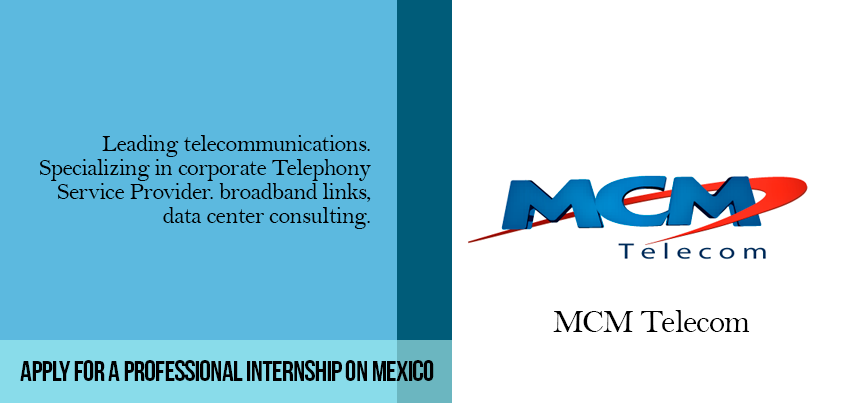 Leading telecommunications.
Specializing in corporate Telephony
Service Provider. broadband links,
data center consulting.
APPLY FOR A PROFESSIONAL INTERNSHIP ON MEXICO
MCM
Telecom
MCM Telecom